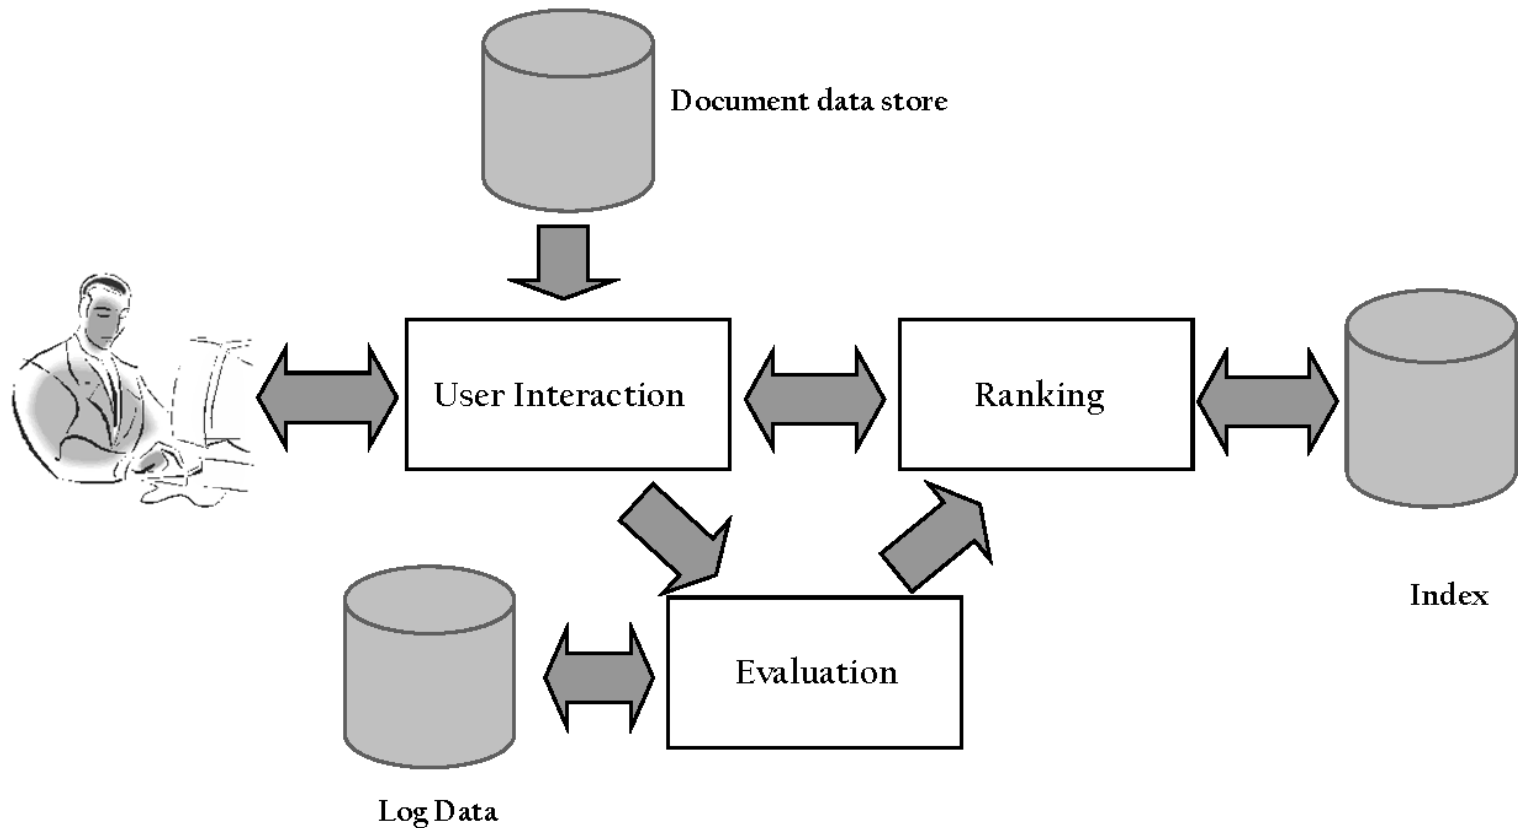 Document data store
User Interaction
Ranking
Index
Evaluation
Log Data